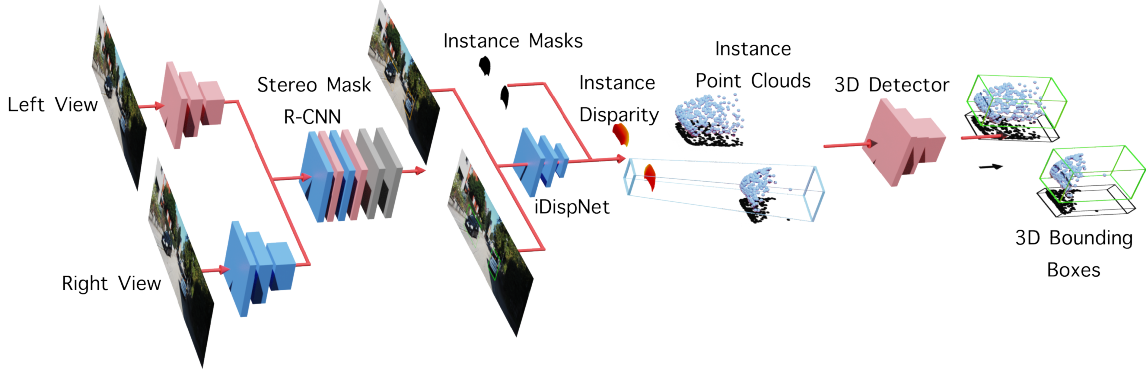 Left View
Right View
Stereo Mask
R-CNN
Instance Masks
iDispNet
Instance
Disparity
Instance
Point Clouds
3D Detector
3D Bounding
Boxes